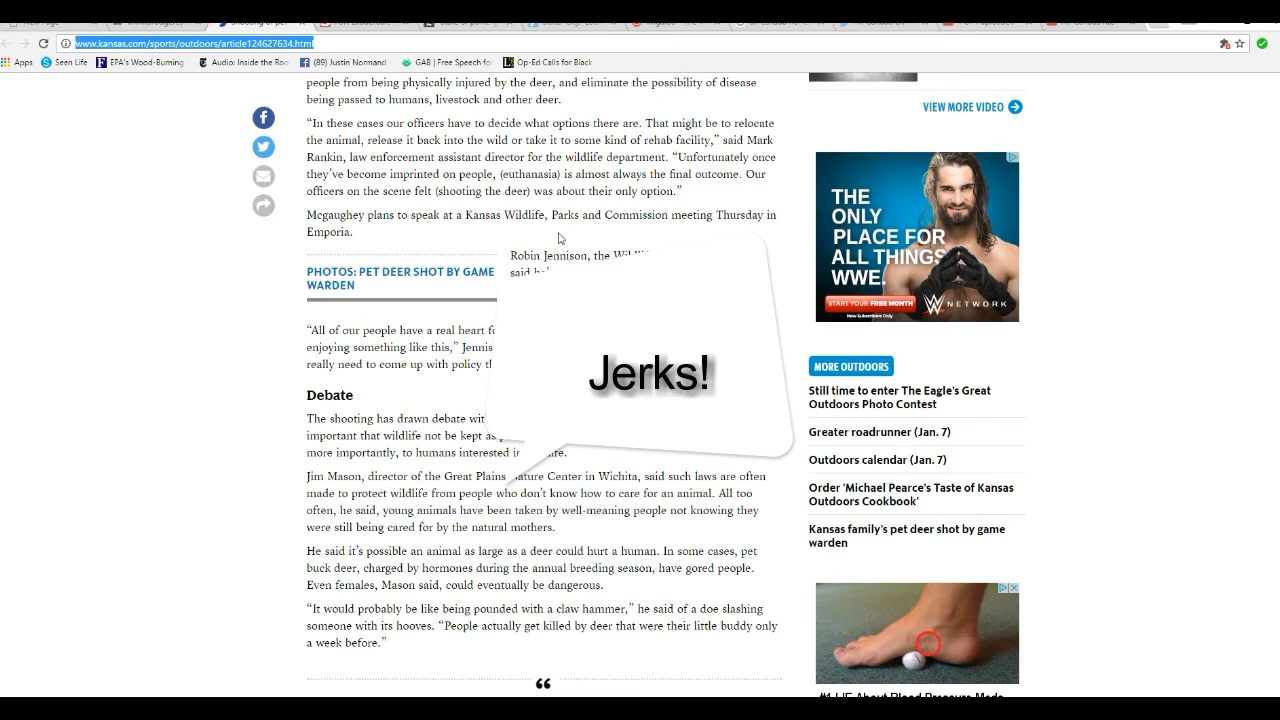 www.kansas.com/sports/outdoors/article124627634.html
Apps
Seen Life
EPA's Wood-Burning
Audio: Inside the Roo
(89) Justin Normand
GAB | Free Speech fo
Op-Ed Calls for Black
people from being physically injured by the deer, and eliminate the possibility of disease
being passed to humans, livestock and other deer.
“In these cases our officers have to decide what options there are. That might be to relocate
the animal, release it back into the wild or take it to some kind of rehab facility,” said Mark
Rankin, law enforcement assistant director for the wildlife department. “Unfortunately once
they’ve become imprinted on people, (euthanasia) is almost always the final outcome. Our
officers on the scene felt (shooting the deer) was about their only option.”
Mcgaughey plans to speak at a Kansas Wildlife, Parks and Commission meeting Thursday in
Emporia.
Robin Jennison, the
said
PHOTOS: PET DEER SHOT BY GAME
WARDEN
“All of our people have a real heart
enjoying something like this,”
really need to come up with policy
Jerks!
Debate
The shooting has drawn debate
important that wildlife not be kept
more importantly, to humans interested
Jim Mason, director of the Great Plains Nature Center in Wichita, said such laws are often
made to protect wildlife from people who don’t know how to care for an animal. All too
often, he said, young animals have been taken by well-meaning people not knowing they
were still being cared for by the natural mothers.
He said it’s possible an animal as large as a deer could hurt a human. In some cases, pet
buck deer, charged by hormones during the annual breeding season, have gored people.
Even females, Mason said, could eventually be dangerous.
“It would probably be like being pounded with a claw hammer,” he said of a doe slashing
someone with its hooves. “People actually get killed by deer that were their little buddy only
a week before.”
“
VIEW MORE VIDEO
THE
ONLY
PLACE FOR
ALL THINGS
WWE.
START YOUR FREE MONTH
New Subscribers Only
NETWORK
MORE OUTDOORS
Still time to enter The Eagle’s Great
Outdoors Photo Contest
Greater roadrunner (Jan. 7)
Outdoors calendar (Jan. 7)
Order 'Michael Pearce’s Taste of Kansas
Outdoors Cookbook'
Kansas family’s pet deer shot by game
warden
#1 LIE About Blood Pressure Meds